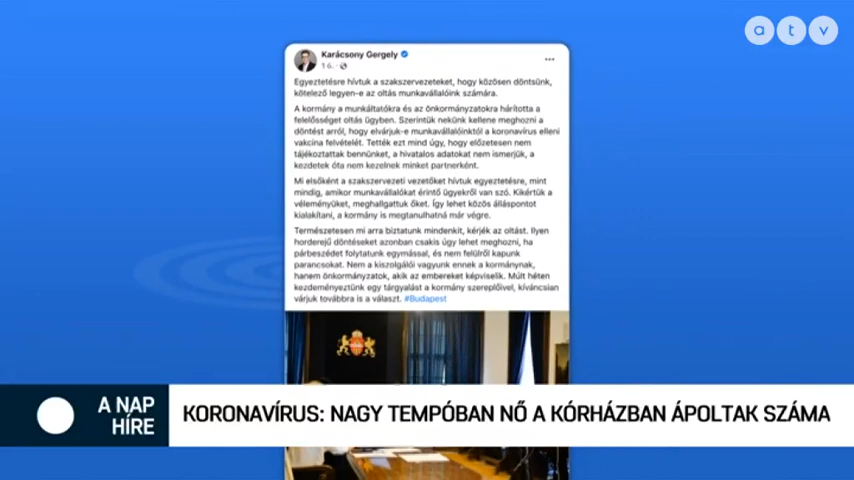 atv
Karácsony Gergely
1 ó.
Egyeztetésre hívtuk a szakszervezeteket, hogy közösen döntsünk,
kötelező legyen-e az oltás munkavállalóink számára.
A kormány a munkáltatókra és az önkormányzatokra hárította a
felelősséget oltás ügyben. Szerintük nekünk kellene meghozni a
döntést arról, hogy elvárjuk-e munkavállalóinktól a koronavírus elleni
vakcina felvételét. Tették ezt mind úgy, hogy előzetesen nem
tájékoztattak bennünket, a hivatalos adatokat nem ismerjük, a
kezdetek óta nem kezelnek minket partnerként.
Mi elsőként a szakszervezeti vezetőket hívtuk egyeztetésre, mint
mindig, amikor munkavállalókat érintő ügyekről van szó. Kikértük a
véleményüket, meghallgattuk őket. Így lehet közös álláspontot
kialakítani, a kormány is megtanulhatná már végre.
Természetesen mi arra biztatunk mindenkit, kérjék az oltást. Ilyen
horderejű döntéseket azonban csakis úgy lehet meghozni, ha
párbeszédet folytatunk egymással, és nem felülről kapunk
parancsokat. Nem a kiszolgálói vagyunk ennek a kormánynak,
hanem önkormányzatok, akik az embereket képviselik. Múlt héten
kezdeményeztünk egy tárgyalást a kormány szereplőivel, kíváncsian
várjuk továbbra is a választ. #Budapest
A NAP
HÍRE
KORONAVÍRUS: NAGY TEMPÓBAN NŐ A KÓRHÁZBAN ÁPOLTAK SZÁMA